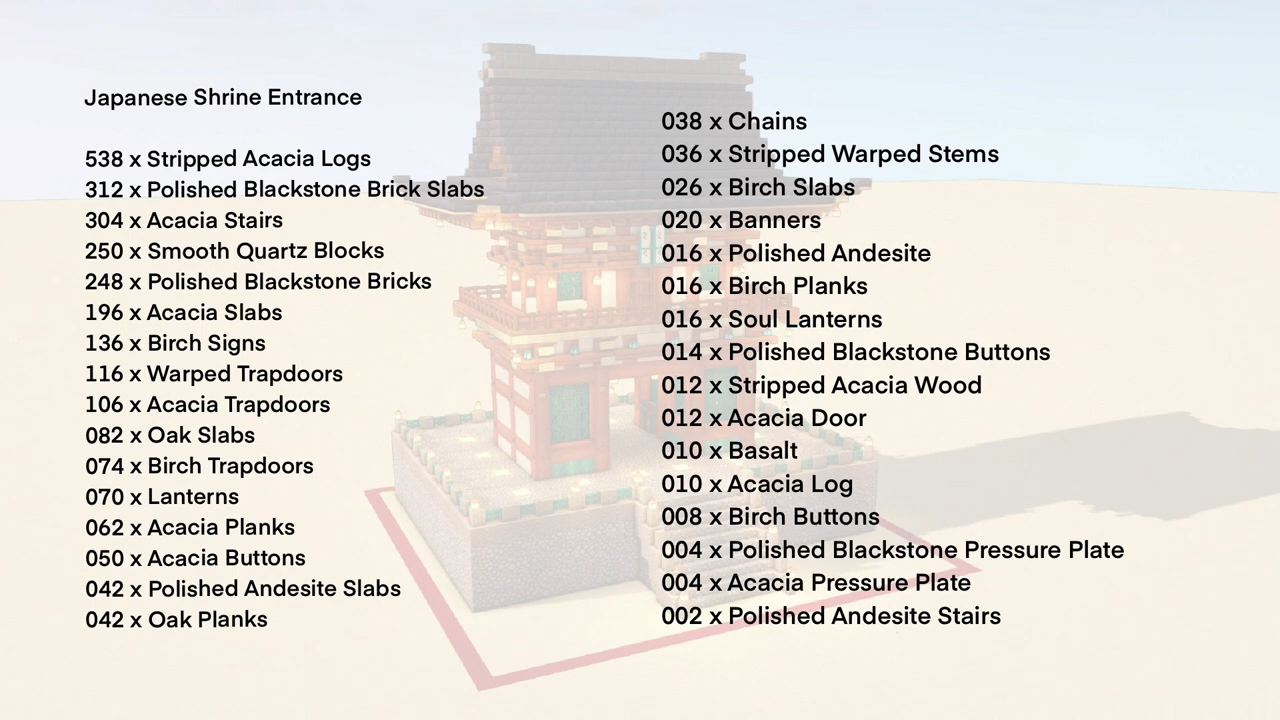 Japanese Shrine Entrance
538 x Stripped Acacia Logs
312 x Polished Blackstone Brick Slabs
304 x Acacia Stairs
250 x Smooth Quartz Blocks
248 x Polished Blackstone Bricks
196 x Acacia Slabs
136 x Birch Signs
116 x Warped Trapdoors
106 x Acacia Trapdoors
082 x Oak Slabs
074 x Birch Trapdoors
070 x Lanterns
062 x Acacia Planks
050 x Acacia Buttons
042 x Polished Andesite Slabs
042 x Oak Planks
038 x Chains
036 x Stripped Warped Stems
026 x Birch Slabs
020 x Banners
016 x Polished Andesite
016 x Birch Planks
016 x Soul Lanterns
014 x Polished Blackstone Buttons
012 x Stripped Acacia Wood
012 x Acacia Door
010 x Basalt
010 x Acacia Log
008 x Birch Buttons
004 x Polished Blackstone Pressure Plate
004 x Acacia Pressure Plate
002 x Polished Andesite Stairs